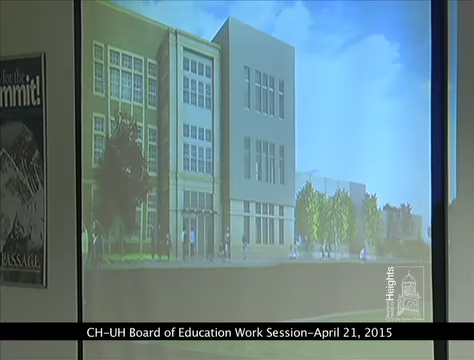 for the
mmit!
PASSAGE
Heights
CH-UH Board of Education Work Session-April 21, 2015